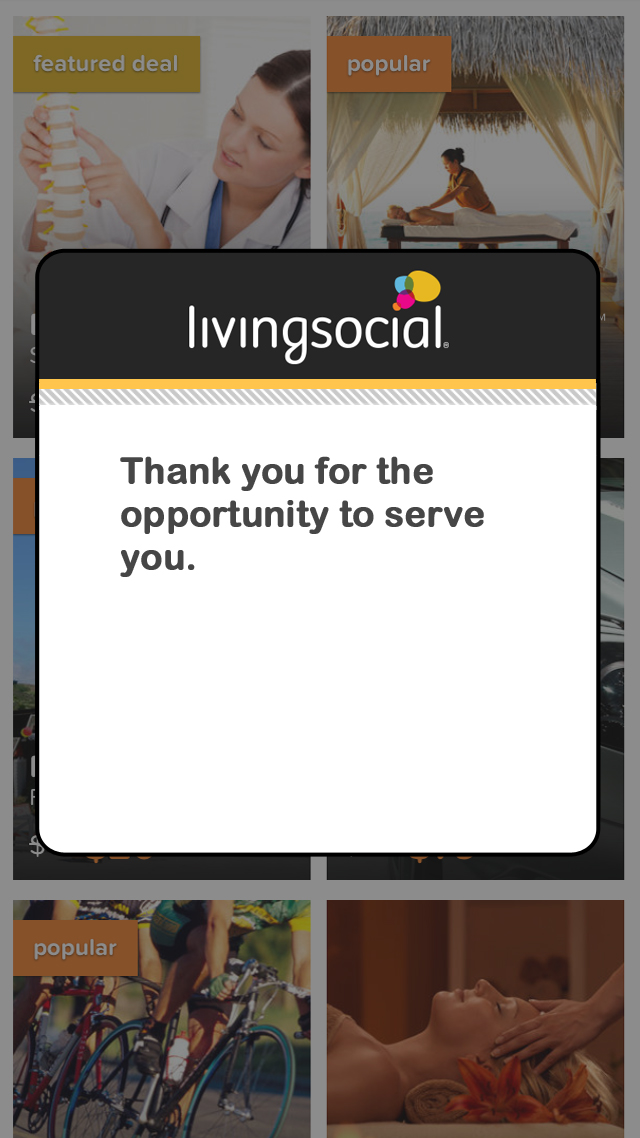 featured deal
popular
livingsocial®
Thank you for the
opportunity to serve
you.
$
popular